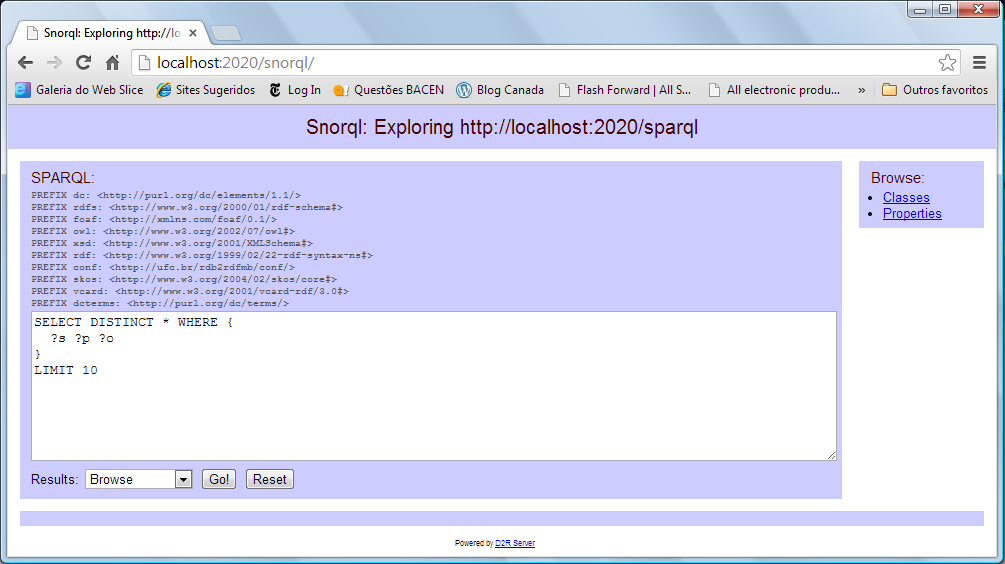 Snorql: Exploring http://lo
localhost:2020/snorql/
Galeria do Web Slice Sites Sugeridos Log In Questões BACEN Blog Canada Flash Forward | All S... All electronic produ... » Outros favoritos
Snorql: Exploring http://localhost:2020/sparql
SPARQL:
PREFIX dc: <http://purl.org/dc/elements/1.1/>
PREFIX rdfs: <http://www.w3.org/2000/01/rdf-schema#>
PREFIX foaf: <http://xmlns.com/foaf/0.1/>
PREFIX owl: <http://www.w3.org/2002/07/owl#>
PREFIX xsd: <http://www.w3.org/2001/XMLSchema#>
PREFIX rdf: <http://www.w3.org/1999/02/22-rdf-syntax-ns#>
PREFIX conf: <http://ufc.br/rdb2rdfmb/conf/>
PREFIX skos: <http://www.w3.org/2004/02/skos/core#>
PREFIX vcard: <http://www.w3.org/2001/vcard-rdf/3.0#>
PREFIX dcterms: <http://purl.org/dc/terms/>
SELECT DISTINCT * WHERE {
?s ?p ?o
}
LIMIT 10
Results: Browse Go! Reset
Browse:
Classes
Properties
Powered by D2R Server